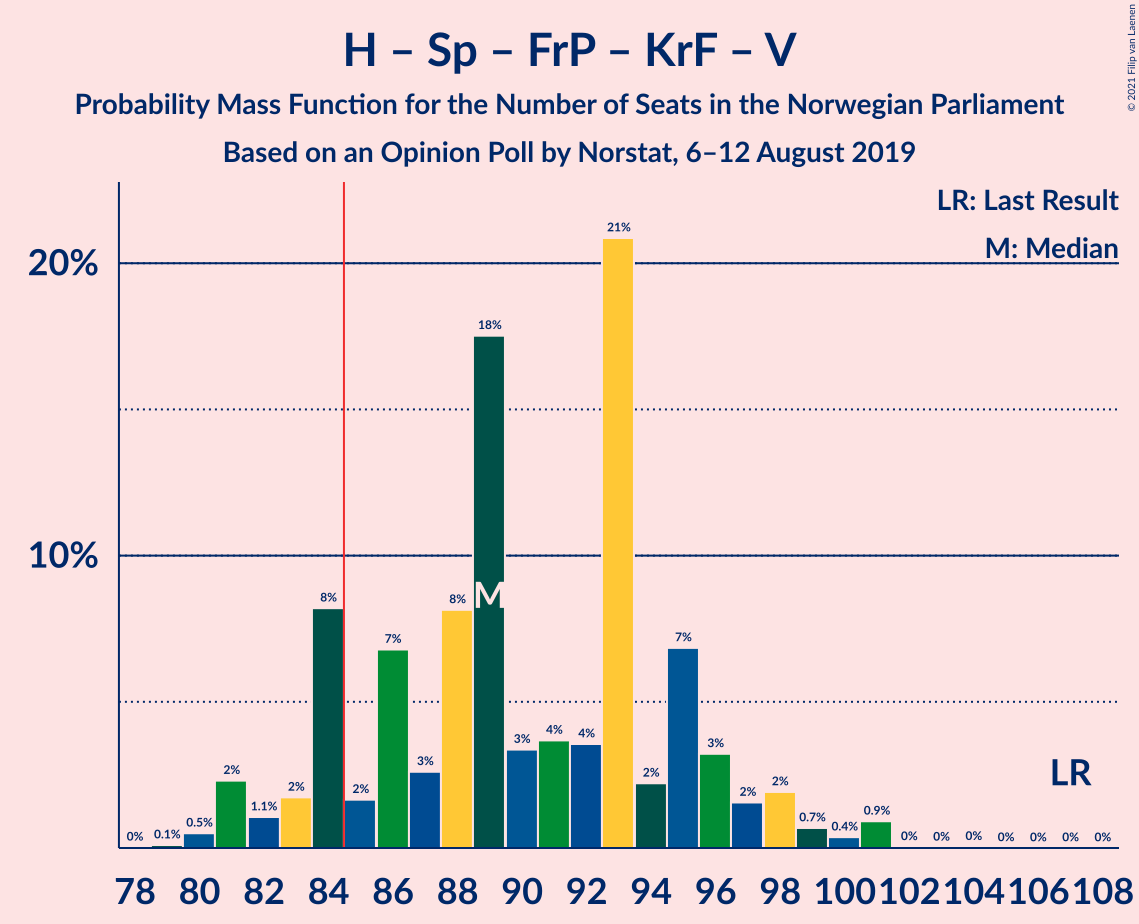 H – Sp – FrP – KrF – V
Probability Mass Function for the Number of Seats in the Norwegian Parliament
Based on an Opinion Poll by Norstat, 6–12 August 2019
© 2021 Filip van Laenen
LR: Last Result
M: Median
20%
10%
0% 0.1% 0.5% 2% 1.1% 2% 8% 2% 7% 3% 8% 18% 3% 4% 4% 21% 2% 7% 3% 2% 2% 0.7% 0.4% 0.9% 0% 0% 0% 0% 0% 0% 0%
M
LR
78 80 82 84 86 88 90 92 94 96 98 100 102 104 106 108